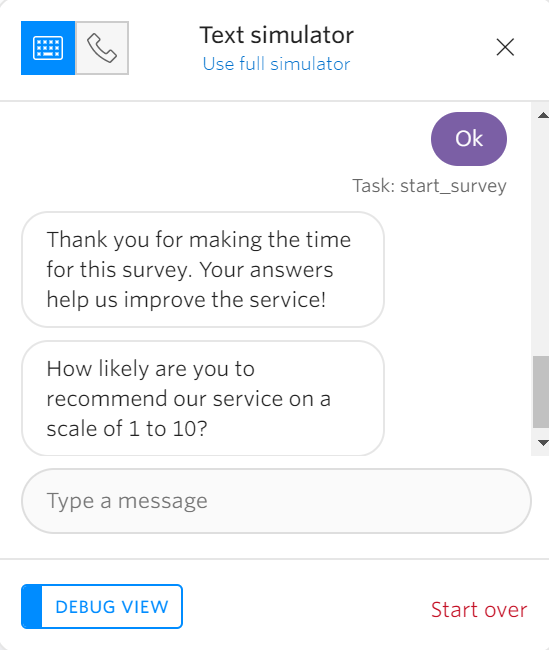 Text simulator
Use full simulator
Ok
Task: start_survey
Thank you for making the time
for this survey. Your answers
help us improve the service!
How likely are you to
recommend our service on a
scale of 1 to 10?
Type a message
DEBUG VIEW
Start over